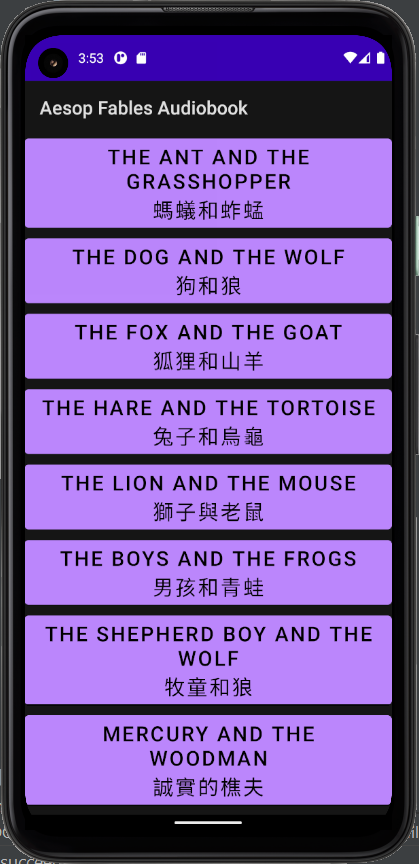 3:53
Aesop Fables Audiobook
THE ANT AND THE
GRASSHOPPER
螞蟻和蚱蜢
THE DOG AND THE WOLF
狗和狼
THE FOX AND THE GOAT
狐狸和山羊
THE HARE AND THE TORTOISE
兔子和烏龜
THE LION AND THE MOUSE
獅子與老鼠
THE BOYS AND THE FROGS
男孩和青蛙
THE SHEPHERD BOY AND THE
WOLF
牧童和狼
MERCURY AND THE
WOODMAN
誠實的樵夫